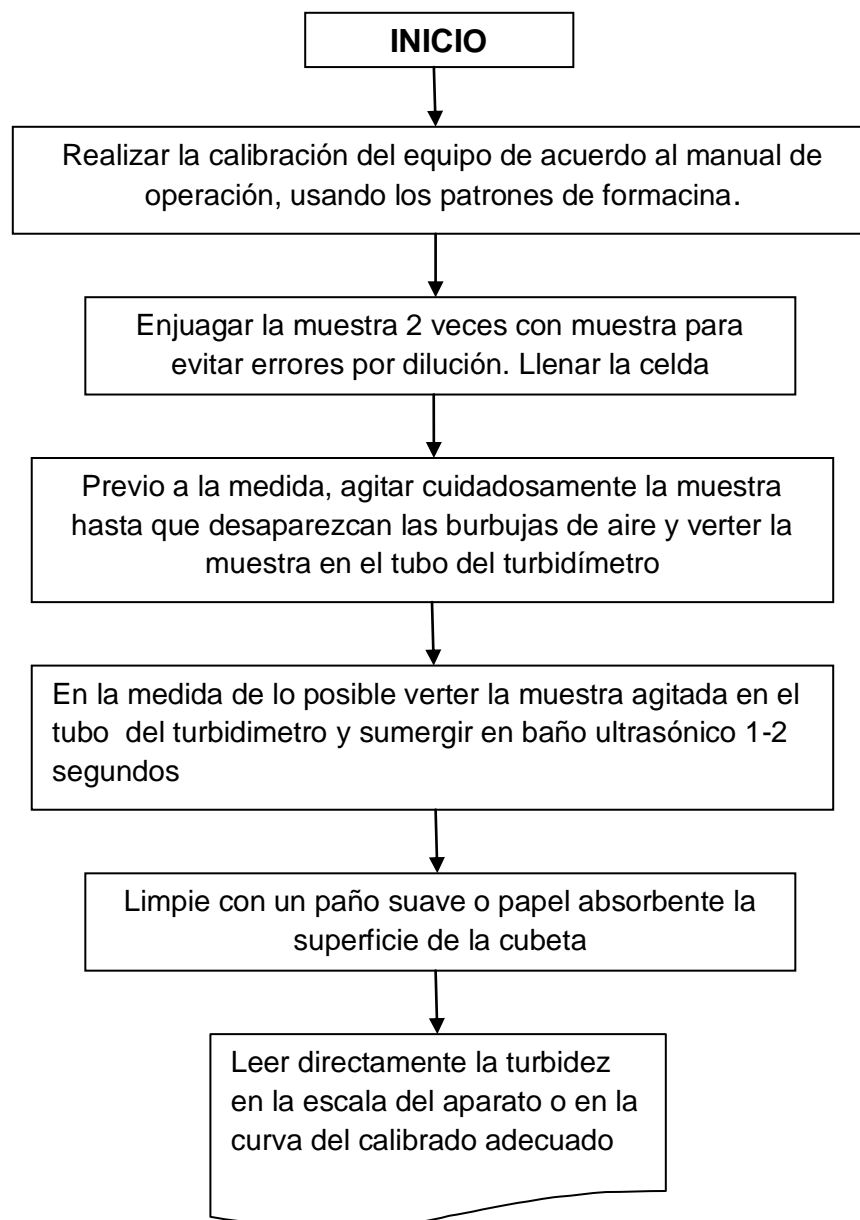 INICIO
Realizar la calibración del equipo de acuerdo al manual de
operación, usando los patrones de formacina.
Enjuagar la muestra 2 veces con muestra para
evitar errores por dilución. Llenar la celda
Previo a la medida, agitar cuidadosamente la muestra
hasta que desaparezcan las burbujas de aire y verter la
muestra en el tubo del turbidímetro
En la medida de lo posible verter la muestra agitada en el
tubo del turbidimetro y sumergir en baño ultrasónico 1-2
segundos
Limpie con un paño suave o papel absorbente la
superficie de la cubeta
Leer directamente la turbidez
en la escala del aparato o en la
curva del calibrado adecuado